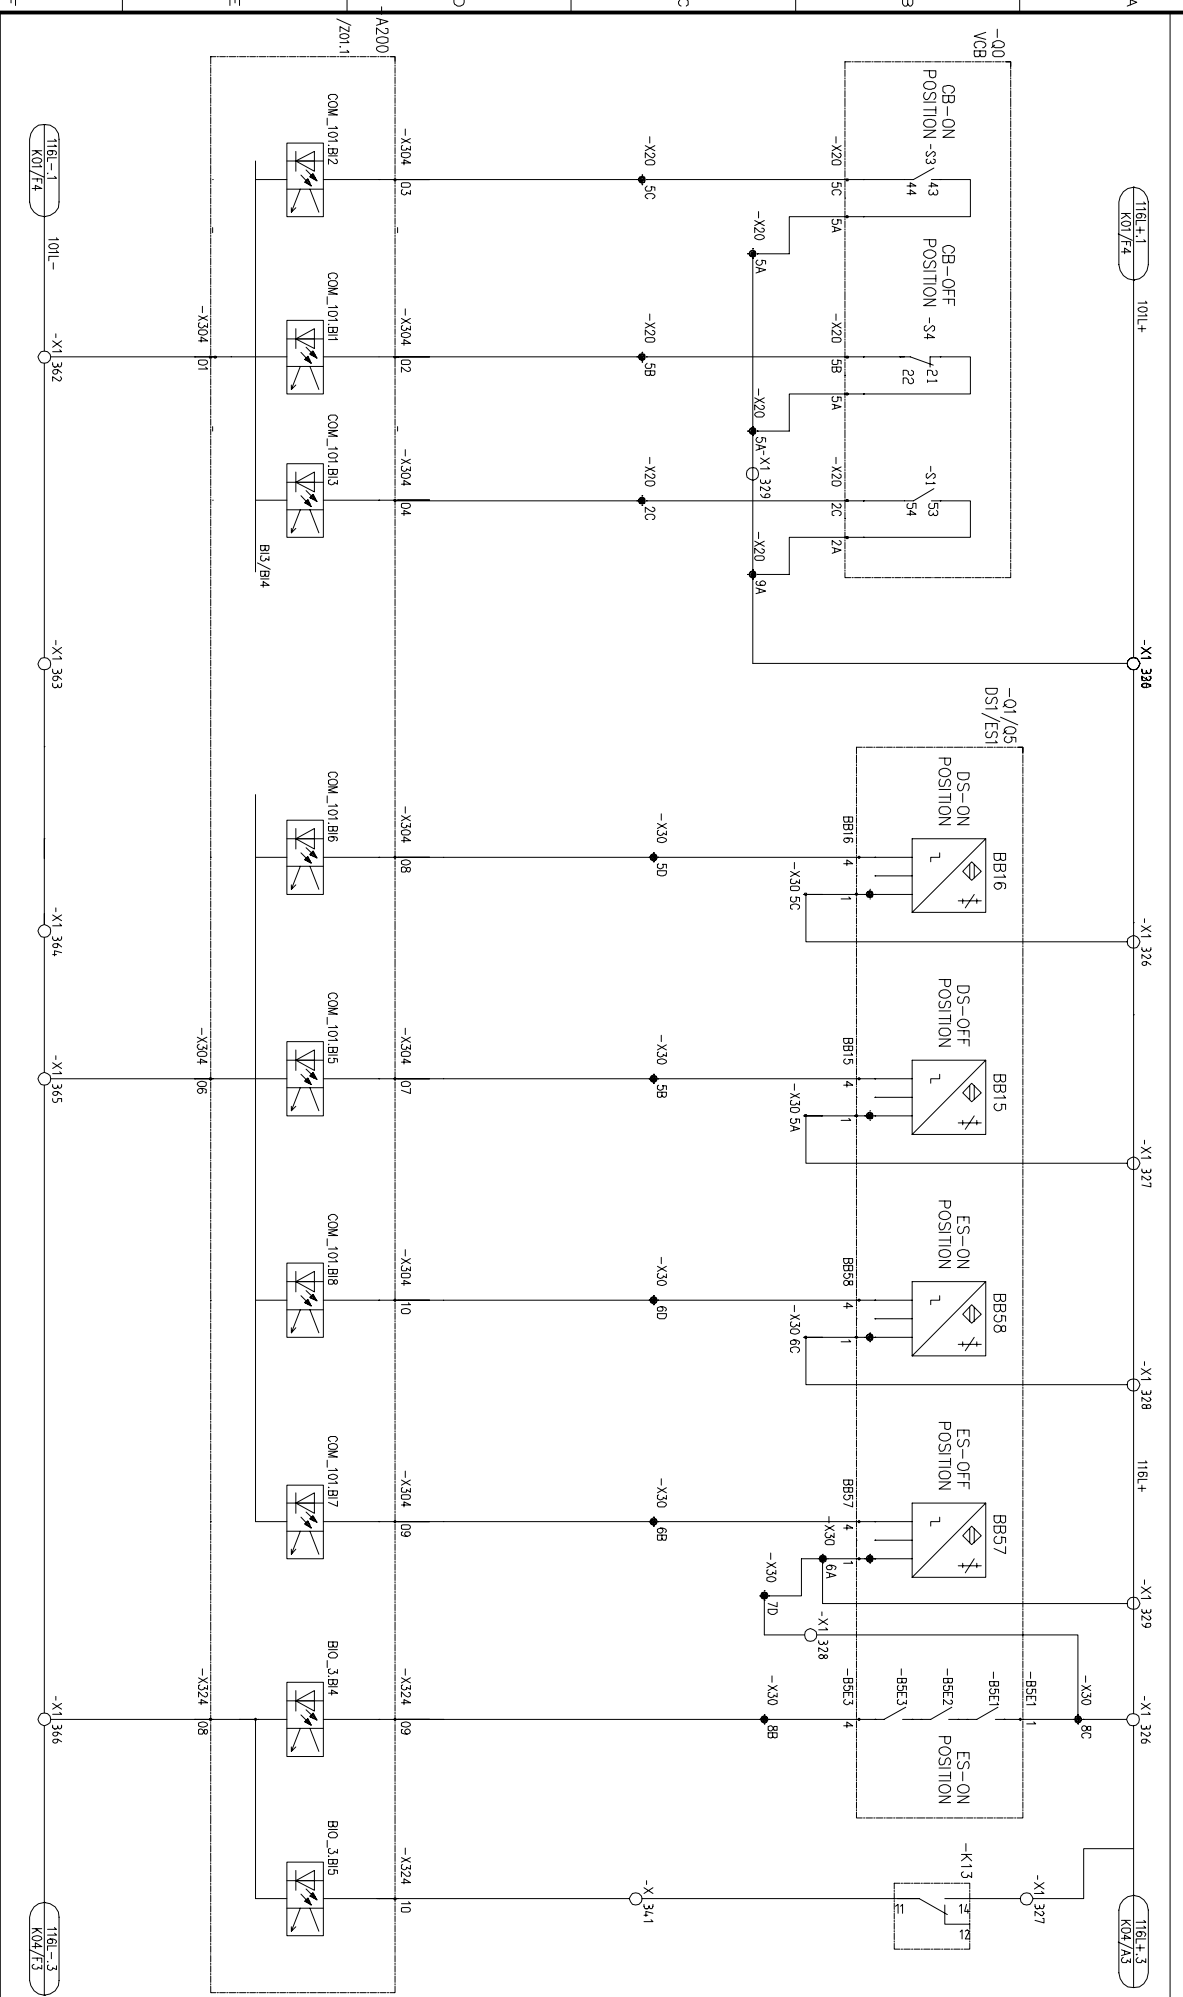 A
B
C
D
E
116L+.1
K01/F4
101L+
-X1
-X1 326
-X1 327
-X1 328
116L+
-X1 329
-X1 326
116L+.3
K04/A3
-Q0
VCB
CB-ON
POSITION
-S3
43
44
CB-OFF
POSITION
-S4
21
22
-S1
53
54
-X20
5C
5A
-X20
5B
5A
-X20
2C
2A
-X20
5A
-X20
5A
-X1 329
-X20
9A
-X20
5C
-X20
5B
-X20
2C
-Q1/Q5
DS1/ES1
DS-ON
POSITION
BB16
DS-OFF
POSITION
BB15
ES-ON
POSITION
BB58
ES-OFF
POSITION
BB57
-B5E1
1
-B5E1
-B5E2
-B5E3
-B5E3
4
ES-ON
POSITION
-X30
8C
BB16
4
1
-X30 5C
BB15
4
1
-X30 5A
BB58
4
1
-X30 6C
BB57
4
1
-X30
6A
-X30
7D
-X1 328
-X30
8B
-K13
11
14
12
-X1 327
-X30
5D
-X30
5B
-X30
6D
-X30
6B
-X 341
A200
/Z01.1
-X304
03
-X304
02
-X304
04
-X304
08
-X304
07
-X304
10
-X304
09
-X324
09
-X324
10
COM_101.BI2
COM_101.BI1
COM_101.BI3
COM_101.BI6
COM_101.BI5
COM_101.BI8
COM_101.BI7
BIO_3.BI4
BIO_3.BI5
BI3/BI4
-X304
01
-X304
06
-X324
08
116L-.1
K01/F4
101L-
-X1 362
-X1 363
-X1 364
-X1 365
-X1 366
116L-.3
K04/F3